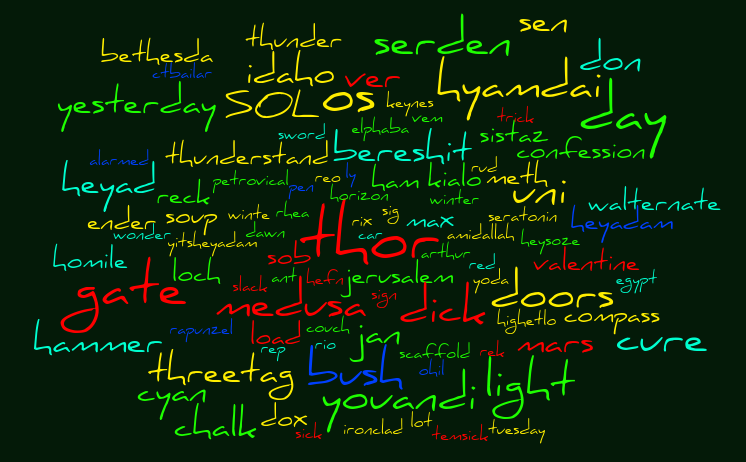 sen
thunder serden
bethesda don
ctbailar idaho ver hyamdai
yesterday SOLOS keynes day
vem trick
sword elphaba sistaz
alarmed thunderstand bereshit confession
heyad petrovical reo ly ham kialo rud meth
reck pen horizon winter uni walternate
ender soup winte rhea rix sig max seratonin heyadam
wonder yitsheyadam dawn thor car amidallah heysoze
homile sob arthur red valentine
loch ant hefn jerusalem yoda egypt
gate slack sign doors
medusa dick highetlo compass
hammer rapunzel load couch jan mars cure
rep rio scaffold rek
threetag bush ohil light
cyan youandi
chalk dox lot
sick ironclad temsick tuesday